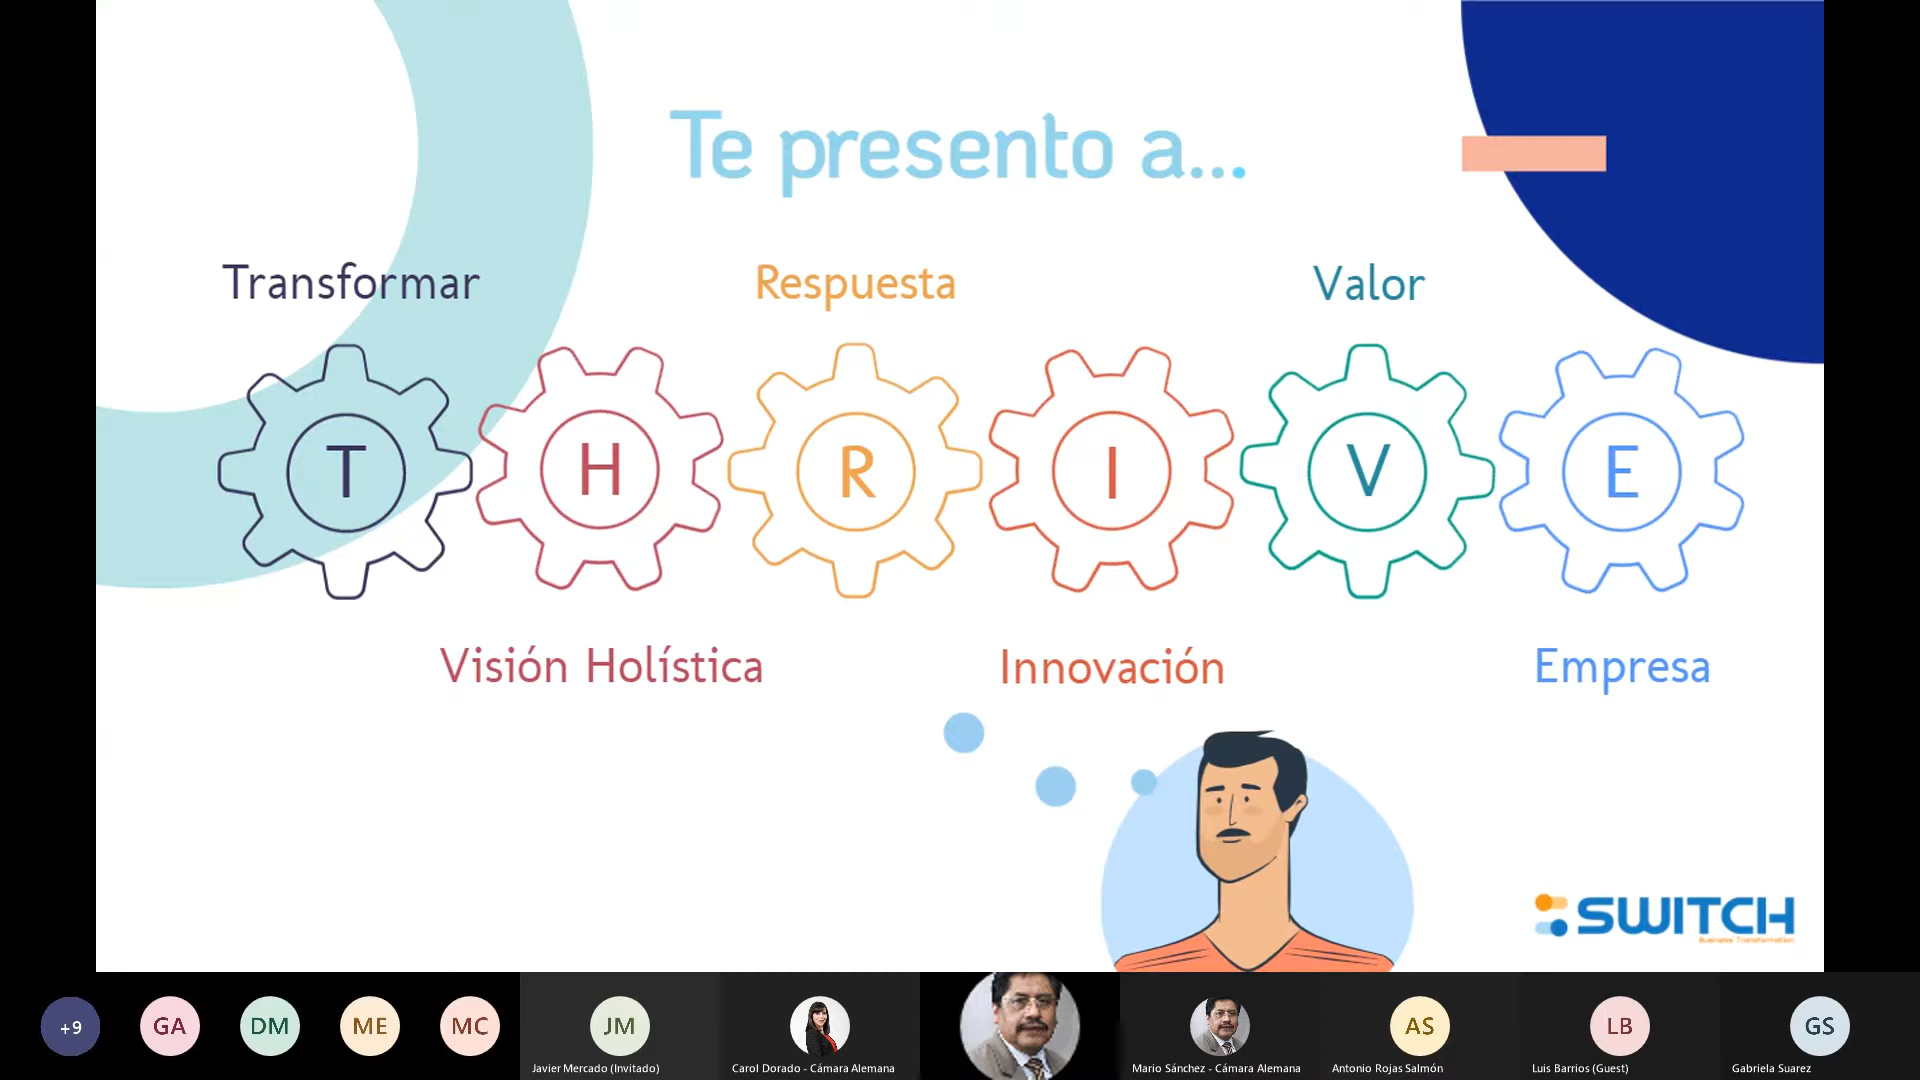 Te presento a...
Transformar
Respuesta
Valor
T H R I V E
Visión Holística
Innovación
Empresa
SWITCH
Business Transformation
+9
GA
DM
ME
MC
JM
AS
LB
GS
Javier Mercado (Invitado)
Carol Dorado - Cámara Alemana
Mario Sánchez - Cámara Alemana
Antonio Rojas Salmón
Luis Barrios (Guest)
Gabriela Suarez